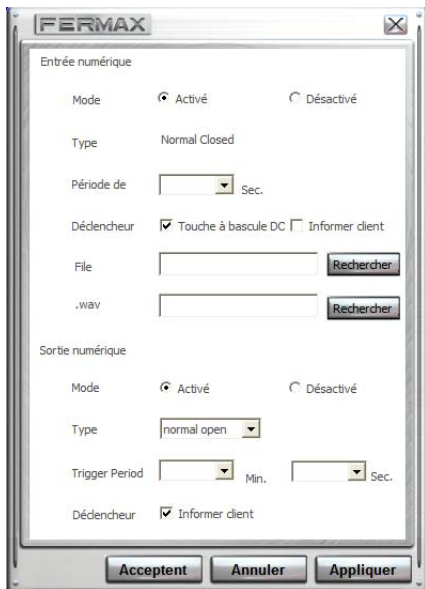 FERMAX
Entrée numérique
Mode Activé Désactivé
Type Normal Closed
Période de Sec.
Déclencheur Touche à bascule DC Informer client
File Rechercher
.wav Rechercher
Sortie numérique
Mode Activé Désactivé
Type normal open
Trigger Period Min. Sec.
Déclencheur Informer client
Acceptent Annuler Appliquer